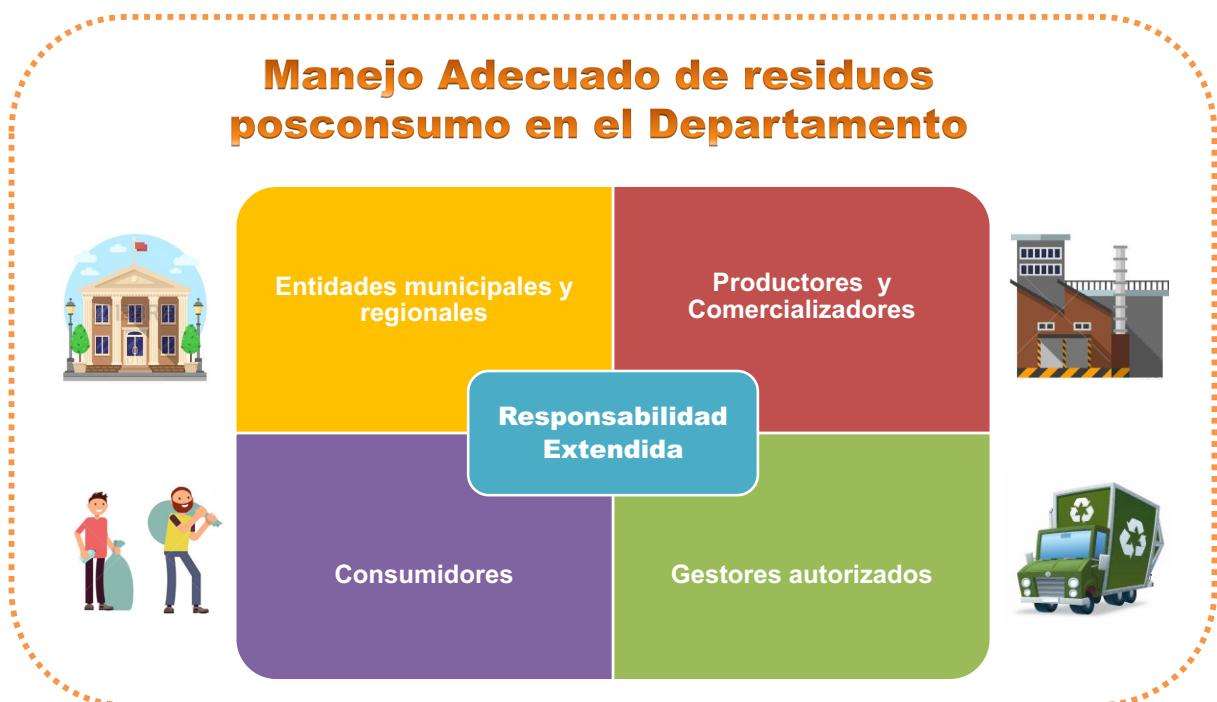 Manejo Adecuado de residuos
posconsumo en el Departamento
Entidades municipales y
regionales
Productores y
Comercializadores
Responsabilidad
Extendida
Consumidores
Gestores autorizados